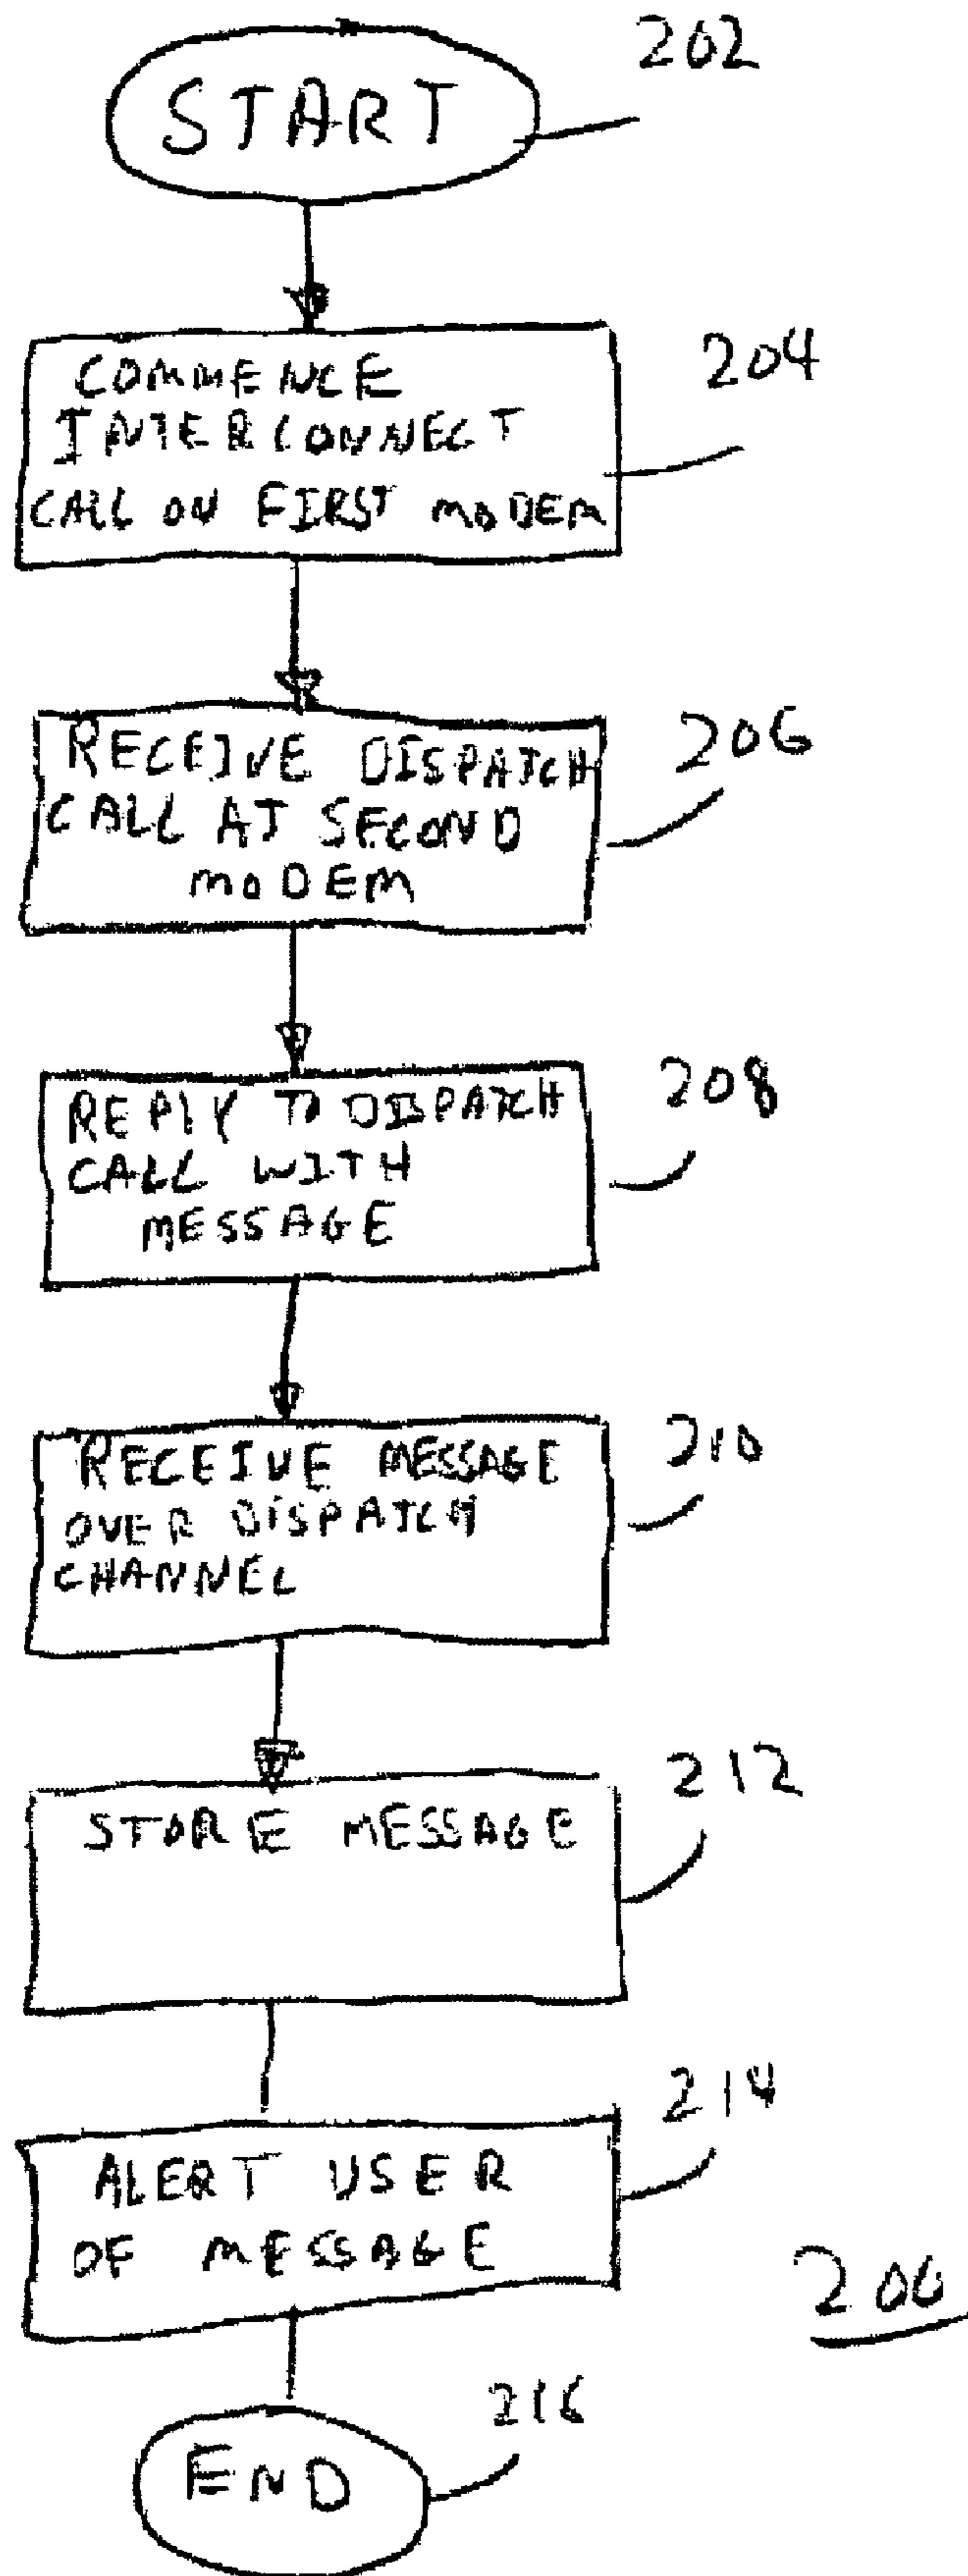 START
202
COMMENCE
INTERCONNECT
CALL ON FIRST MODEM
204
RECEIVE DISPATCH
CALL AT SECOND
MODEM
206
REPLY TO DISPATCH
CALL WITH
MESSAGE
208
RECEIVE MESSAGE
OVER DISPATCH
CHANNEL
210
STORE MESSAGE
212
ALERT USER
OF MESSAGE
214
200
END
216